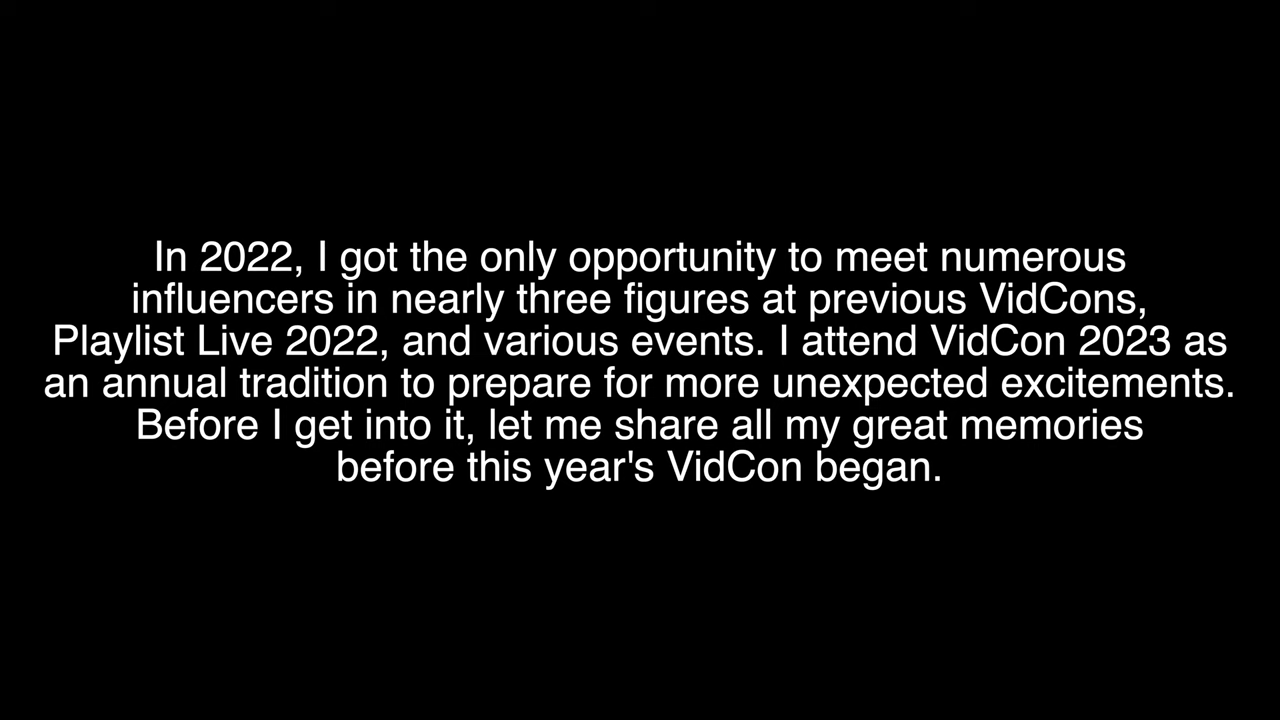 In 2022, I got the only opportunity to meet numerous
influencers in nearly three figures at previous VidCons,
Playlist Live 2022, and various events. I attend VidCon 2023 as
an annual tradition to prepare for more unexpected excitements.
Before I get into it, let me share all my great memories
before this year's VidCon began.